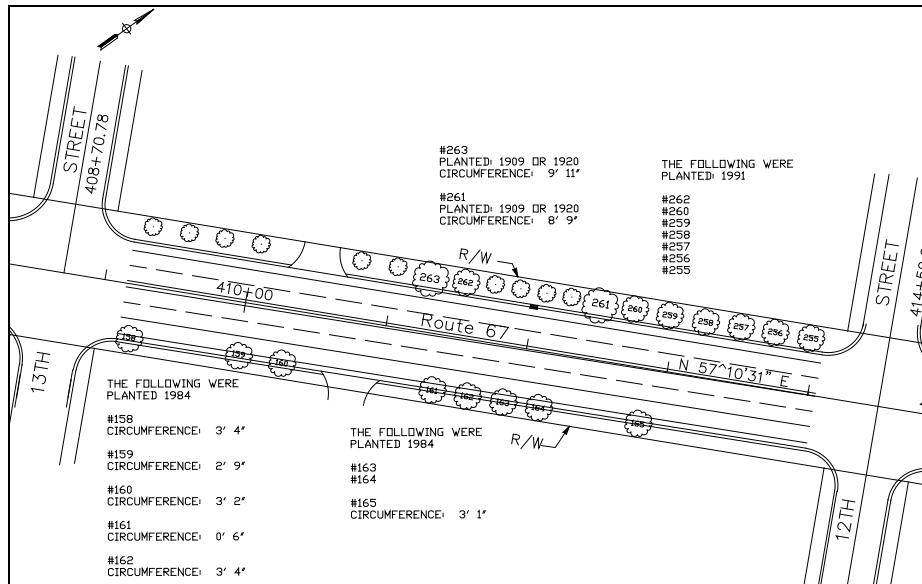 STREET
408+70.78
#263
PLANTED: 1909 OR 1920
CIRCUMFERENCE: 9' 11"
#261
PLANTED: 1909 OR 1920
CIRCUMFERENCE: 8' 9"
THE FOLLOWING WERE
PLANTED: 1991
#262
#260
#259
#258
#257
#256
#255
R/W
STREET
263
262
261
260
259
258
257
256
255
410+00
Route 67
N 57^10'31" E
13TH
158
159
160
161
162
163
164
165
THE FOLLOWING WERE
PLANTED 1984
#158
CIRCUMFERENCE: 3' 4"
#159
CIRCUMFERENCE: 2' 9"
#160
CIRCUMFERENCE: 3' 2"
#161
CIRCUMFERENCE: 0' 6"
#162
CIRCUMFERENCE: 3' 4"
THE FOLLOWING WERE
PLANTED 1984
#163
#164
#165
CIRCUMFERENCE: 3' 1"
R/W
12TH